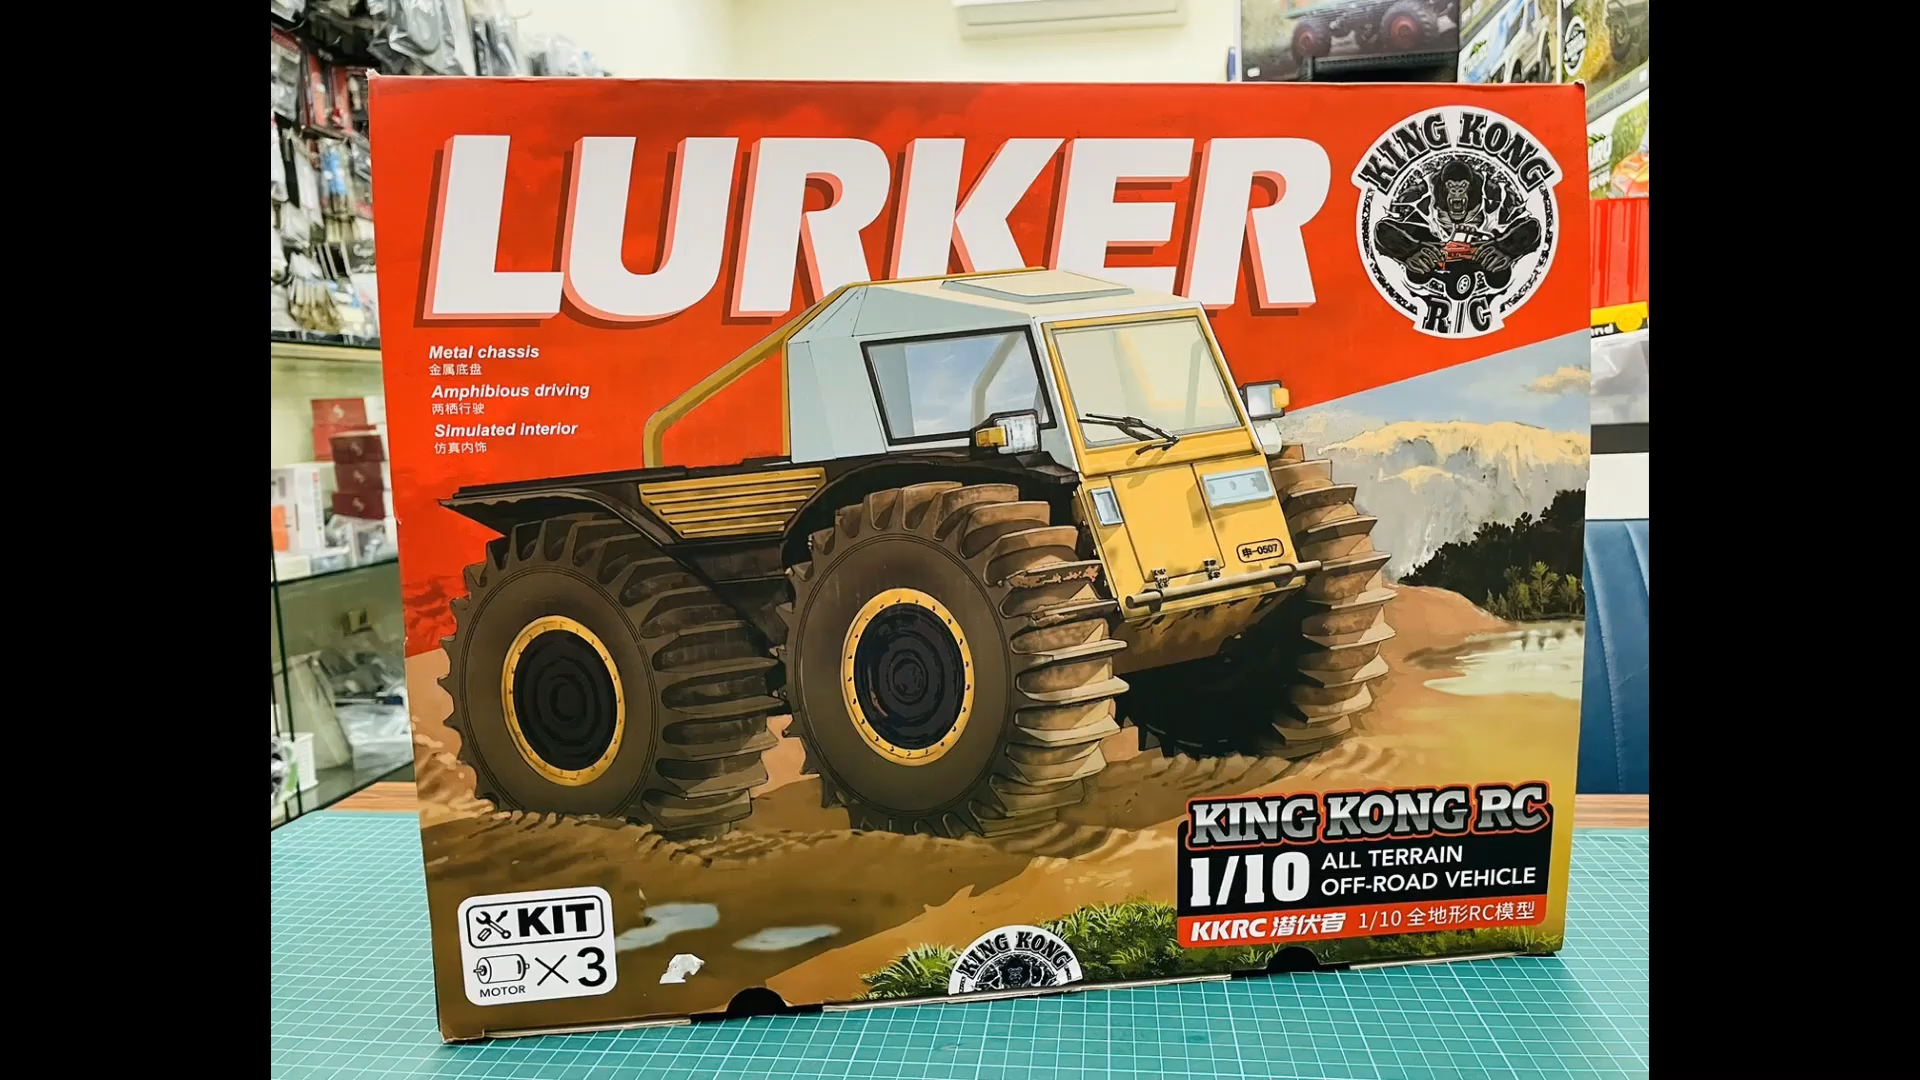 LURKER
KING KONG
R/C
Metal chassis
金属底盘
Amphibious driving
两栖行驶
Simulated interior
仿真内饰
申-0507
KING KONG RC
1/10 ALL TERRAIN
OFF-ROAD VEHICLE
KKRC 潜伏者 1/10 全地形RC模型
KIT
MOTOR ×3
KING KONG